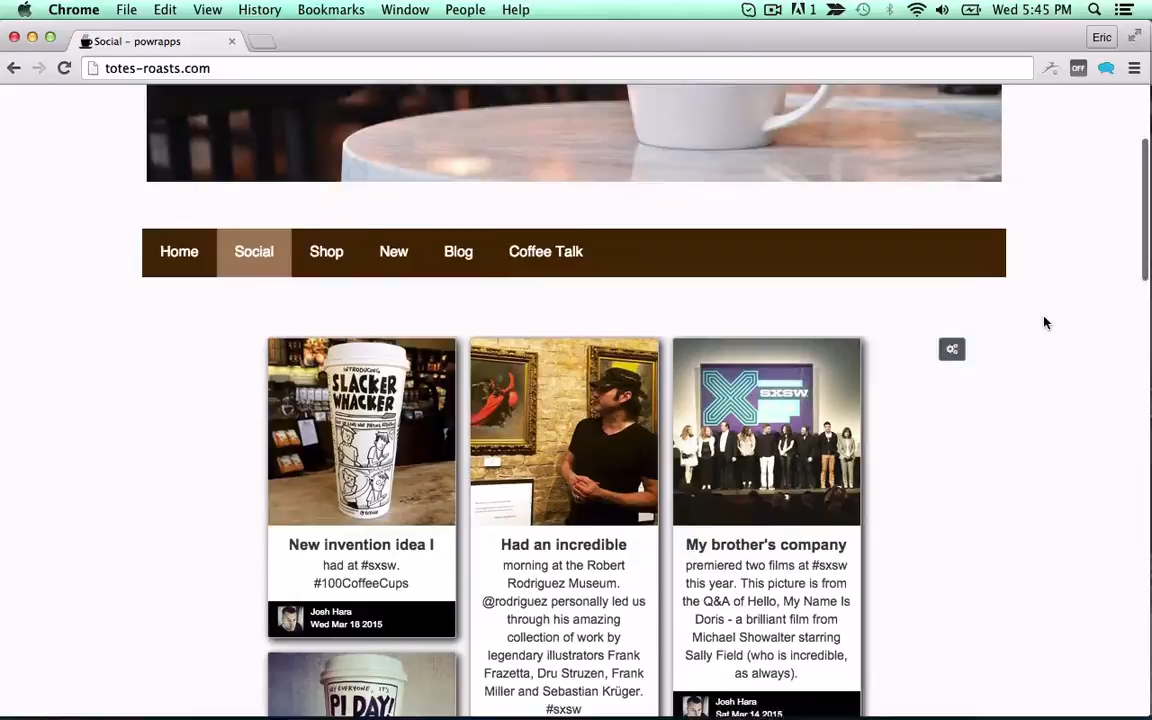 Chrome File Edit View History Bookmarks Window People Help 1 Wed 5:45 PM
Social - powrapps Eric
totes-roasts.com OFF
Home Social Shop New Blog Coffee Talk
INTRODUCING
SLACKER
WHACKER
SXSW
New invention idea I
had at #sxsw.
#100CoffeeCups
Josh Hara
Wed Mar 18 2015
HEY EVERYONE, IT'S
PI DAY!
Had an incredible
morning at the Robert
Rodriguez Museum.
@rodriguez personally led us
through his amazing
collection of work by
legendary illustrators Frank
Frazetta, Dru Struzen, Frank
Miller and Sebastian Krüger.
#sxsw
My brother's company
premiered two films at #sxsw
this year. This picture is from
the Q&A of Hello, My Name Is
Doris - a brilliant film from
Michael Showalter starring
Sally Field (who is incredible,
as always).
Josh Hara
Sat Mar 14 2015